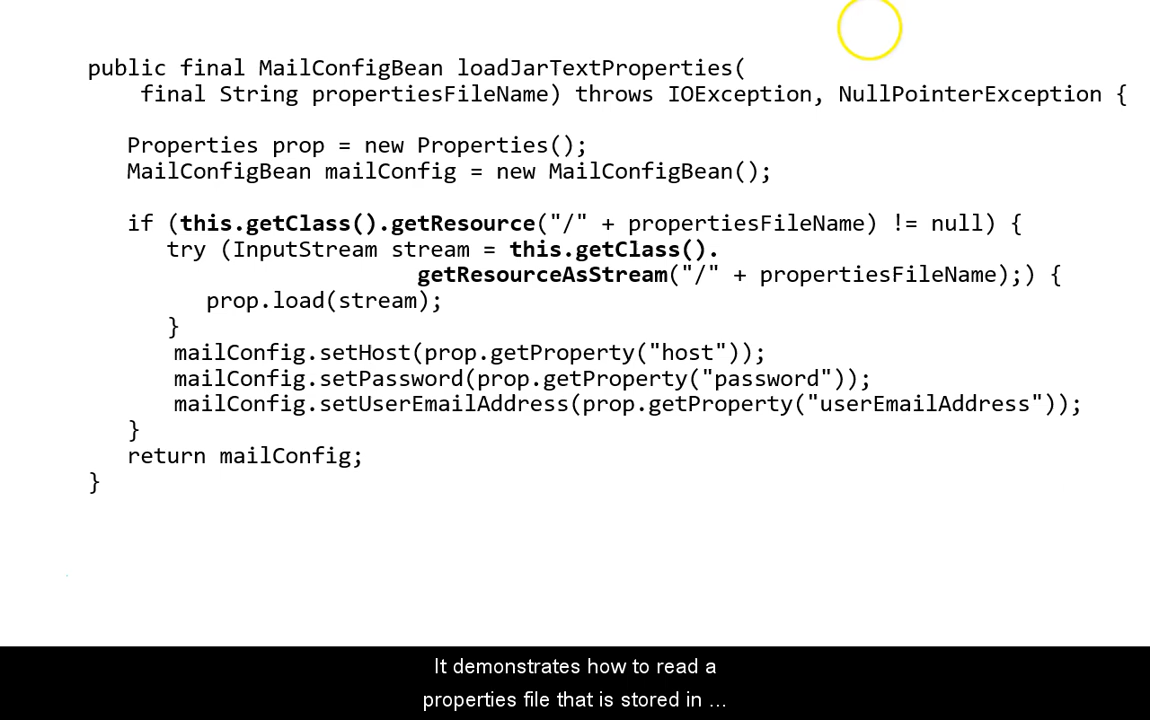 public final MailConfigBean loadJarTextProperties(
final String propertiesFileName) throws IOException, NullPointerException {
Properties prop = new Properties();
MailConfigBean mailConfig = new MailConfigBean();
if (this.getClass().getResource("/" + propertiesFileName) != null) {
try (InputStream stream = this.getClass().
getResourceAsStream("/" + propertiesFileName);) {
prop.load(stream);
}
mailConfig.setHost(prop.getProperty("host"));
mailConfig.setPassword(prop.getProperty("password"));
mailConfig.setUserEmailAddress(prop.getProperty("userEmailAddress"));
}
return mailConfig;
}
It demonstrates how to read a
properties file that is stored in ...